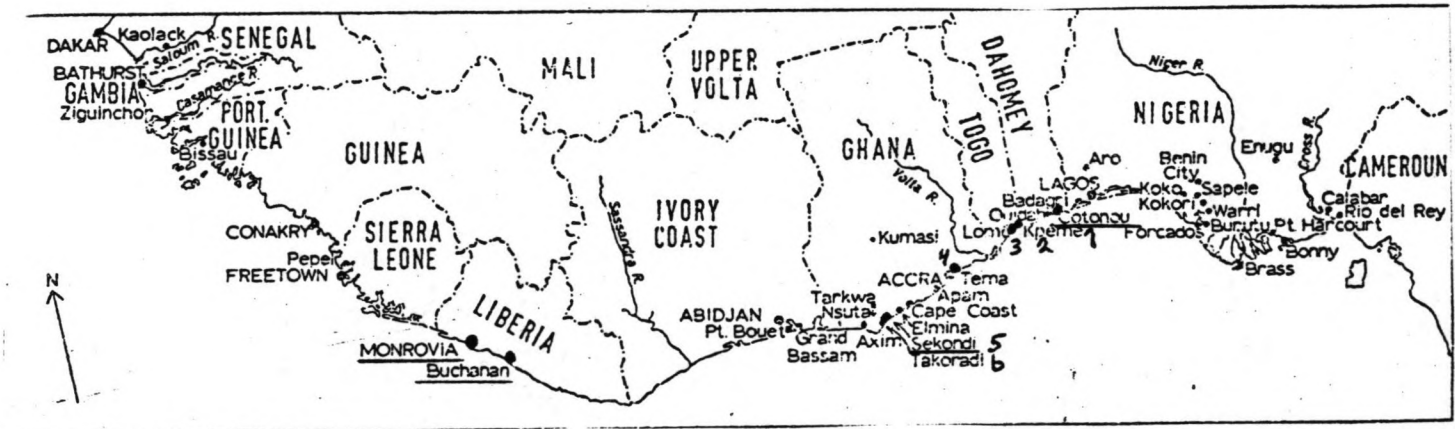 DAKAR
Kaolack
Saloum R.
SENEGAL
BATHURST
GAMBIA
Casamance R.
Ziguinchor
PORT.
GUINEA
Bissau
MALI
UPPER
VOLTA
GUINEA
CONAKRY
SIERRA
LEONE
Pepel
FREETOWN
N
LIBERIA
MONROVIA
Buchanan
IVORY
COAST
Sassandra R.
ABIDJAN
Pt. Bouet
Grand
Bassam
GHANA
Volta R.
Kumasi
ACCRA
Tema
4
Tarkwa
Nsuta
Apam
Cape Coast
Elmina
Axim
Sekondi 5
Takoradi 6
TOGO
DAHOMEY
Lome
3
Kpeme
2
Cotonou
1
NIGERIA
Niger R.
Aro
LAGOS
Benin
City
Koko
Kokori
Sapele
Warri
Forcados
Burutu
Pt. Harcourt
Brass
Bonny
Enugu
Cross R.
CAMEROUN
Calabar
Rio del Rey